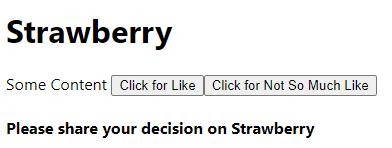 Strawberry
Some Content Click for Like Click for Not So Much Like
Please share your decision on Strawberry